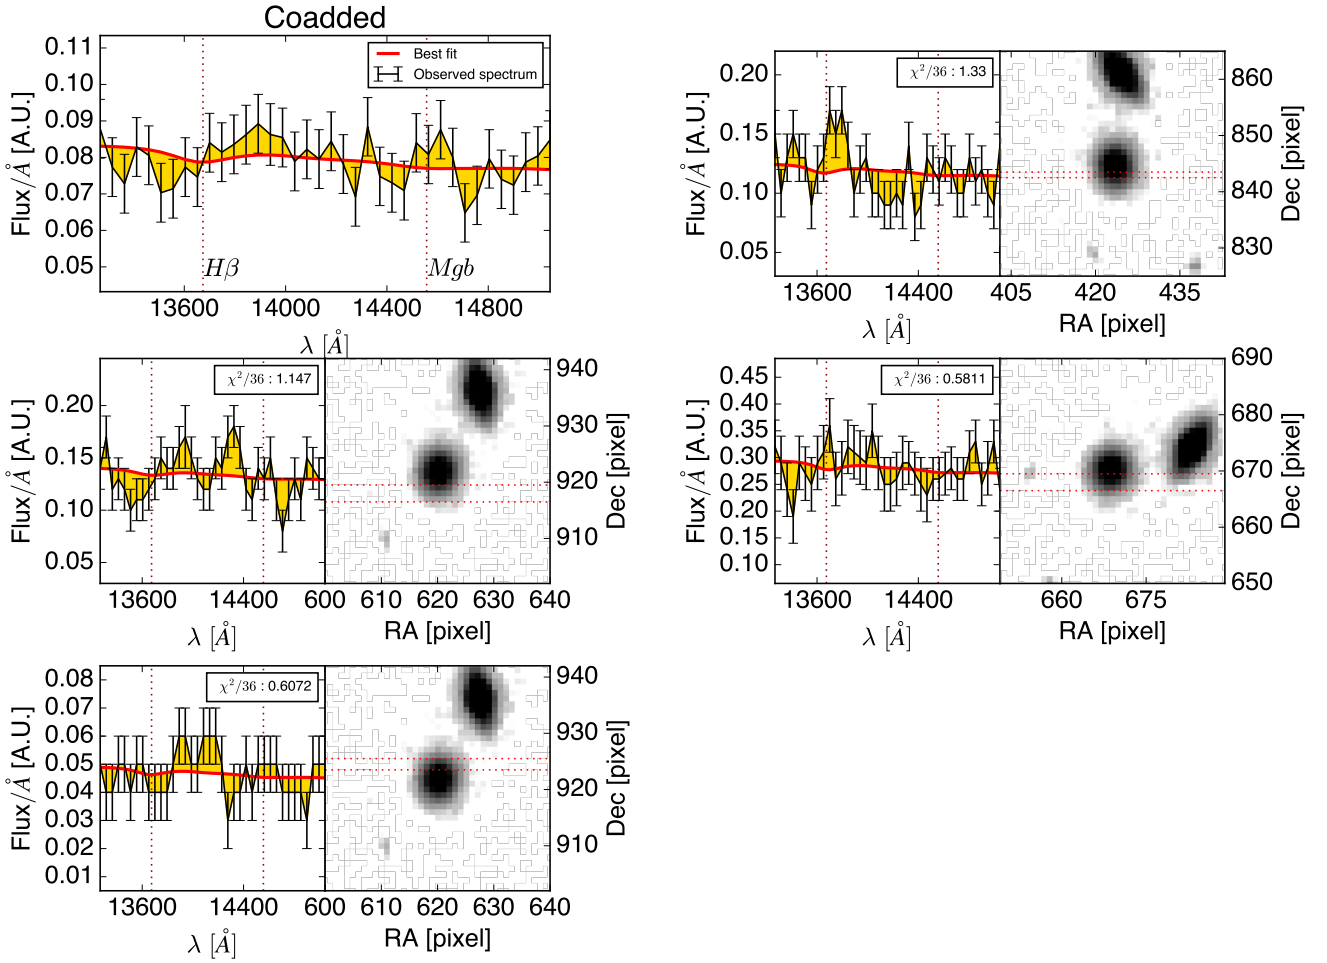 Coadded
0.11
0.10
0.09
0.08
0.07
0.06
0.05
Flux/Å [A.U.]
Best fit
Observed spectrum
Hβ
Mgb
13600 14000 14400 14800
λ [Å]
0.20
0.15
0.10
0.05
Flux/Å [A.U.]
χ²/36 : 1.33
860
850
840
830
Dec [pixel]
13600 14400 405 420 435
λ [Å]
RA [pixel]
0.20
0.15
0.10
0.05
Flux/Å [A.U.]
χ²/36 : 1.147
940
930
920
910
Dec [pixel]
13600 14400 600 610 620 630 640
λ [Å]
RA [pixel]
0.45
0.40
0.35
0.30
0.25
0.20
0.15
0.10
Flux/Å [A.U.]
χ²/36 : 0.5811
690
680
670
660
650
Dec [pixel]
13600 14400 660 675
λ [Å]
RA [pixel]
0.08
0.07
0.06
0.05
0.04
0.03
0.02
0.01
Flux/Å [A.U.]
χ²/36 : 0.6072
940
930
920
910
Dec [pixel]
13600 14400 600 610 620 630 640
λ [Å]
RA [pixel]